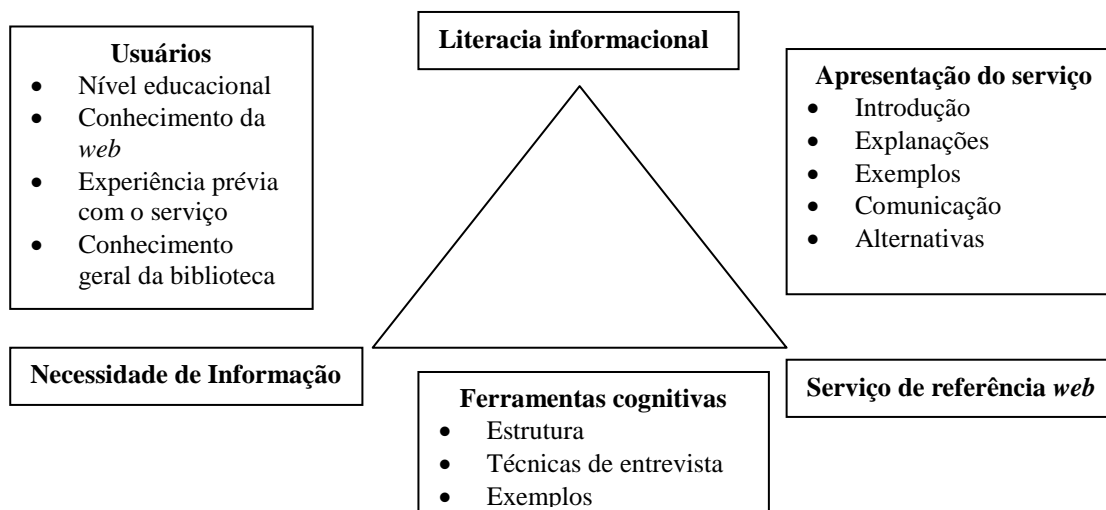 Literacia informacional
Usuários
• Nível educacional
• Conhecimento da
web
• Experiência prévia
com o serviço
• Conhecimento
geral da biblioteca
Apresentação do serviço
• Introdução
• Explanações
• Exemplos
• Comunicação
• Alternativas
Necessidade de Informação
Serviço de referência web
Ferramentas cognitivas
• Estrutura
• Técnicas de entrevista
• Exemplos